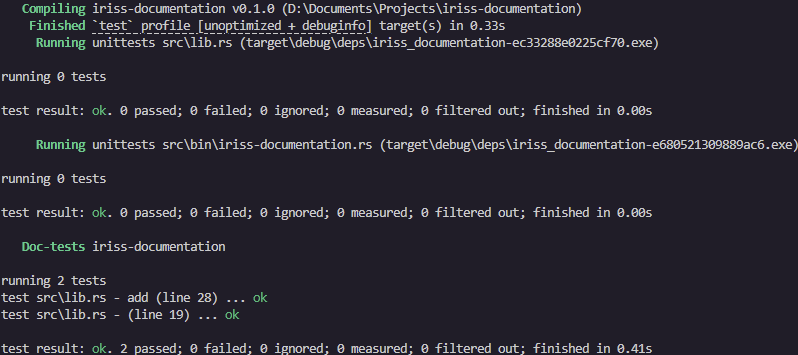 Compiling iriss-documentation v0.1.0 (D:\Documents\Projects\iriss-documentation)
Finished `test` profile [unoptimized + debuginfo] target(s) in 0.33s
Running unittests src\lib.rs (target\debug\deps\iriss_documentation-ec33288e0225cf70.exe)
running 0 tests
test result: ok. 0 passed; 0 failed; 0 ignored; 0 measured; 0 filtered out; finished in 0.00s
Running unittests src\bin\iriss-documentation.rs (target\debug\deps\iriss_documentation-e680521309889ac6.exe)
running 0 tests
test result: ok. 0 passed; 0 failed; 0 ignored; 0 measured; 0 filtered out; finished in 0.00s
Doc-tests iriss-documentation
running 2 tests
test src\lib.rs - add (line 28) ... ok
test src\lib.rs - (line 19) ... ok
test result: ok. 2 passed; 0 failed; 0 ignored; 0 measured; 0 filtered out; finished in 0.41s